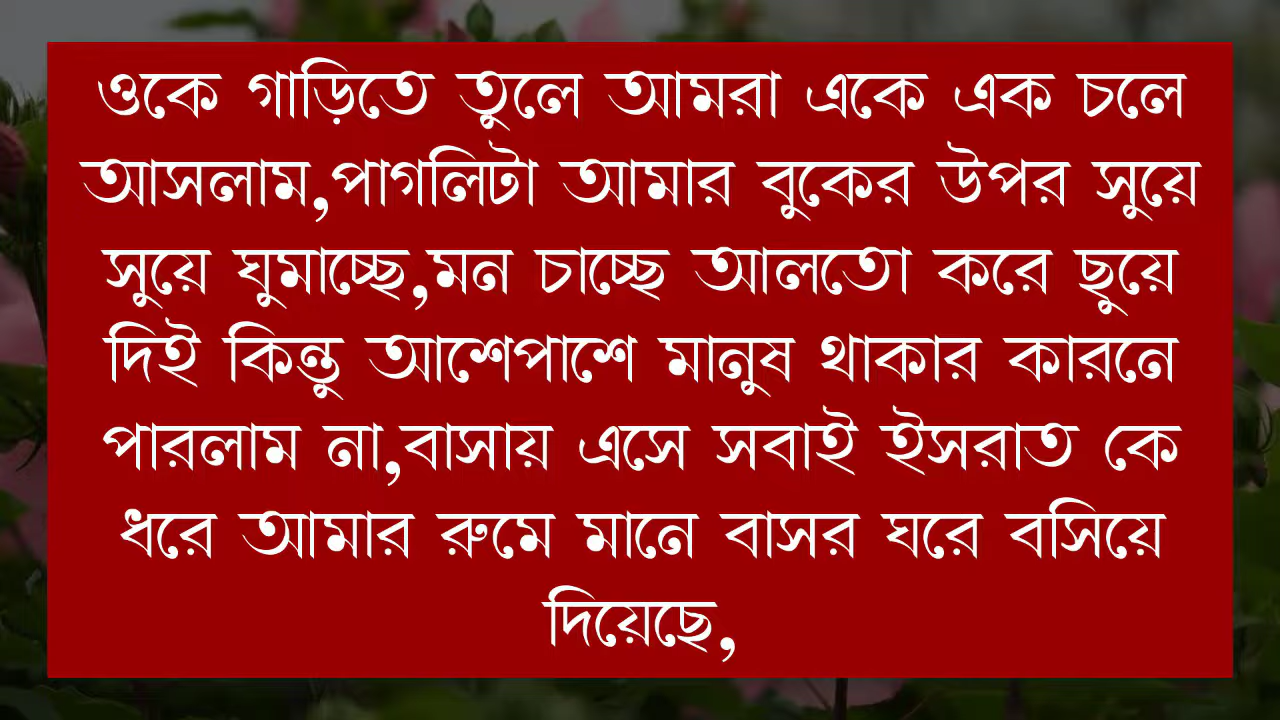 ওকে গাড়িতে তুলে আমরা একে এক চলে
আসলাম,পাগলিটা আমার বুকের উপর সুয়ে
সুয়ে ঘুমাচ্ছে,মন চাচ্ছে আলতো করে ছুয়ে
দিই কিন্তু আশেপাশে মানুষ থাকার কারনে
পারলাম না,বাসায় এসে সবাই ইসরাত কে
ধরে আমার রুমে মানে বাসর ঘরে বসিয়ে
দিয়েছে,